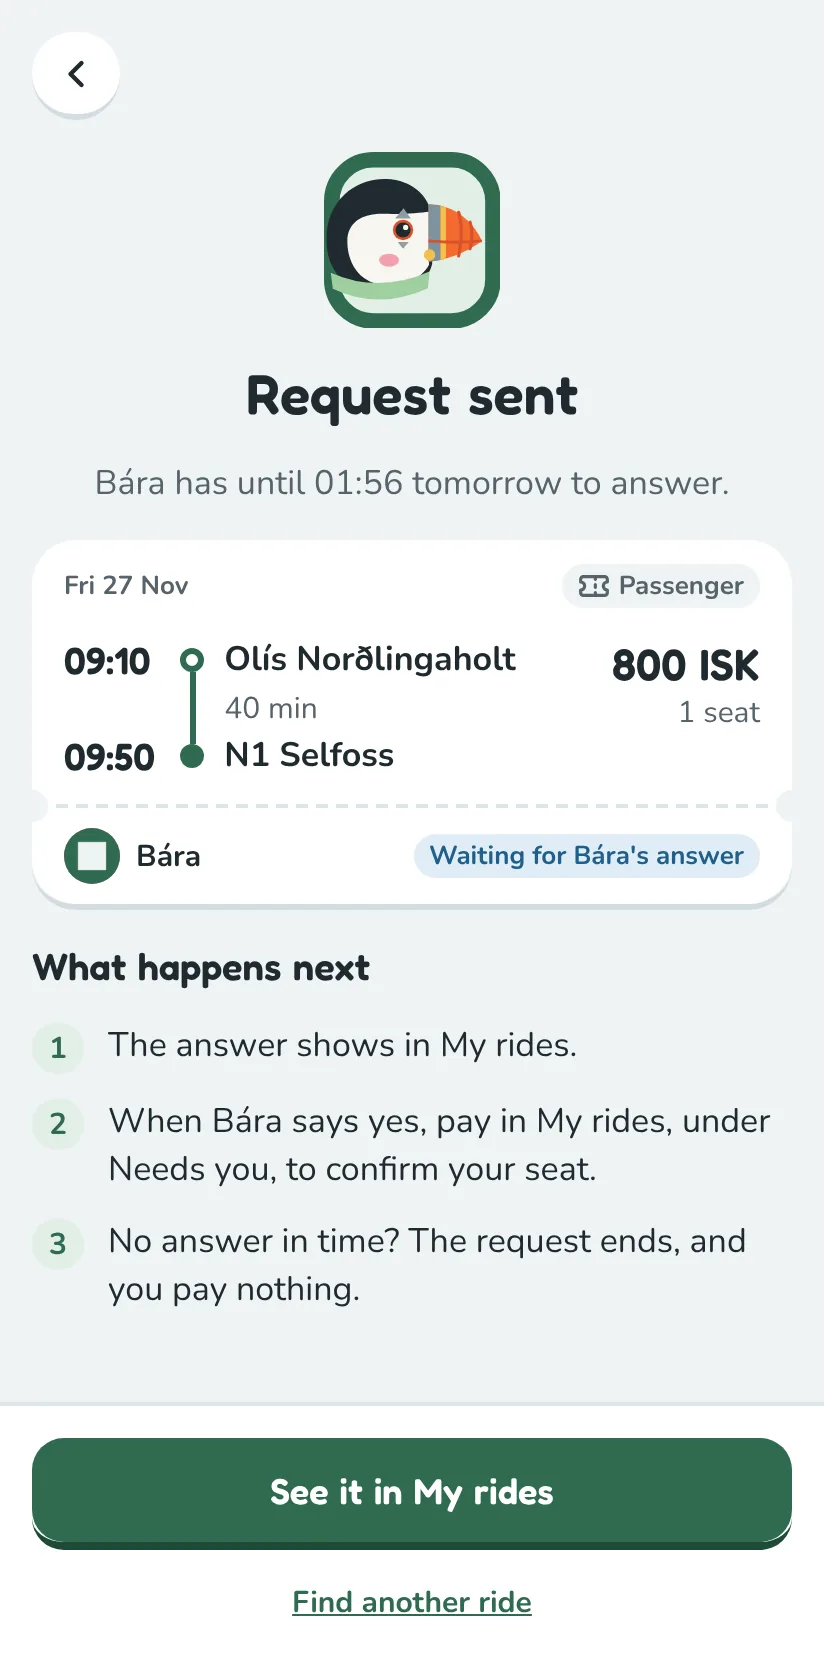 Request sent
Bára has until 01:56 tomorrow to answer.
Fri 27 Nov
Passenger
09:10
Olís Norðlingaholt
800 ISK
40 min
1 seat
09:50
N1 Selfoss
Bára
Waiting for Bára's answer
What happens next
1 The answer shows in My rides.
2 When Bára says yes, pay in My rides, under
Needs you, to confirm your seat.
3 No answer in time? The request ends, and
you pay nothing.
See it in My rides
Find another ride